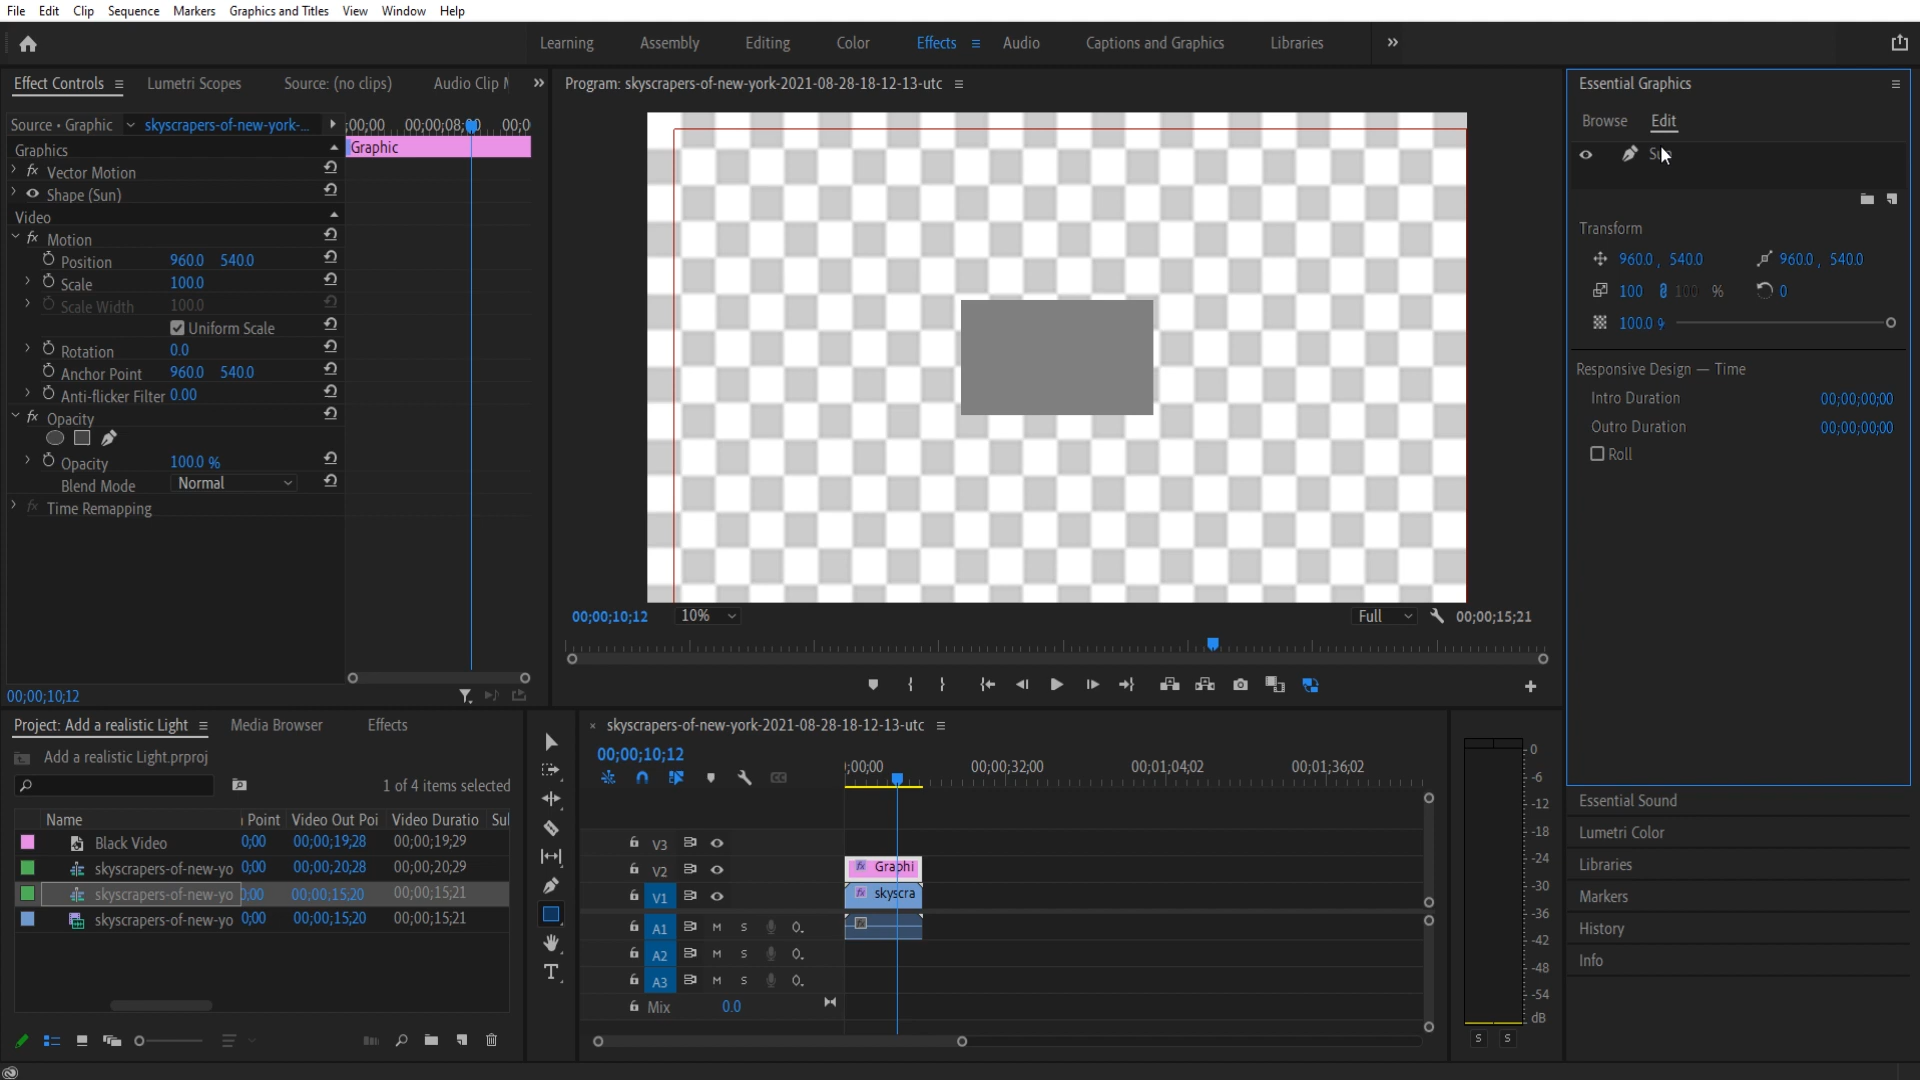 File Edit Clip Sequence Markers Graphics and Titles View Window Help
Learning Assembly Editing Color Effects Audio Captions and Graphics Libraries
Effect Controls Lumetri Scopes Source: (no clips) Audio Clip
Program: skyscrapers-of-new-york-2021-08-28-18-12-13-utc
Essential Graphics
Browse Edit
Source • Graphic skyscrapers-of-new-york-... ;00;00 00;00;08;00 00;0
Graphics
Graphic
Vector Motion
Shape (Sun)
Video
Motion
Position 960.0 540.0
Scale 100.0
Scale Width 100.0
Uniform Scale
Rotation 0.0
Anchor Point 960.0 540.0
Anti-flicker Filter 0.00
Opacity
Opacity 100.0 %
Blend Mode Normal
Time Remapping
00;00;10;12
00;00;10;12 10% Full 00;00;15;21
Transform
960.0 , 540.0 960.0 , 540.0
100 100 % 0
100.0 %
Responsive Design — Time
Intro Duration 00;00;00;00
Outro Duration 00;00;00;00
Roll
Essential Sound
Lumetri Color
Libraries
Markers
History
Info
Project: Add a realistic Light Media Browser Effects
Add a realistic Light.prproj
1 of 4 items selected
Name Point Video Out Poi Video Duratio Sul
Black Video 0;00 00;00;19;28 00;00;19;29
skyscrapers-of-new-yo 0;00 00;00;20;28 00;00;20;29
skyscrapers-of-new-yo 0;00 00;00;15;20 00;00;15;21
skyscrapers-of-new-yo 0;00 00;00;15;20 00;00;15;21
× skyscrapers-of-new-york-2021-08-28-18-12-13-utc
00;00;10;12
;00;00 00;00;32;00 00;01;04;02 00;01;36;02
V3
V2 fx Graphi
V1 fx skyscra
A1 M S fx
A2 M S
A3 M S
Mix 0.0
0
-6
-12
-18
-24
-30
-36
-42
-48
-54
dB
S S